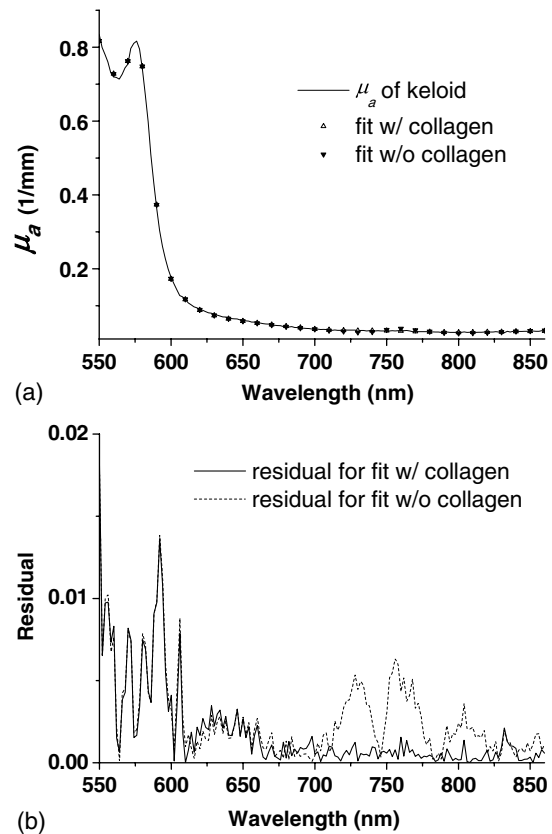 0.8
0.6
0.4
0.2
μa (1/mm)
μa of keloid
fit w/ collagen
fit w/o collagen
550 600 650 700 750 800 850
Wavelength (nm)
(a)
0.02
0.01
0.00
Residual
residual for fit w/ collagen
residual for fit w/o collagen
550 600 650 700 750 800 850
Wavelength (nm)
(b)